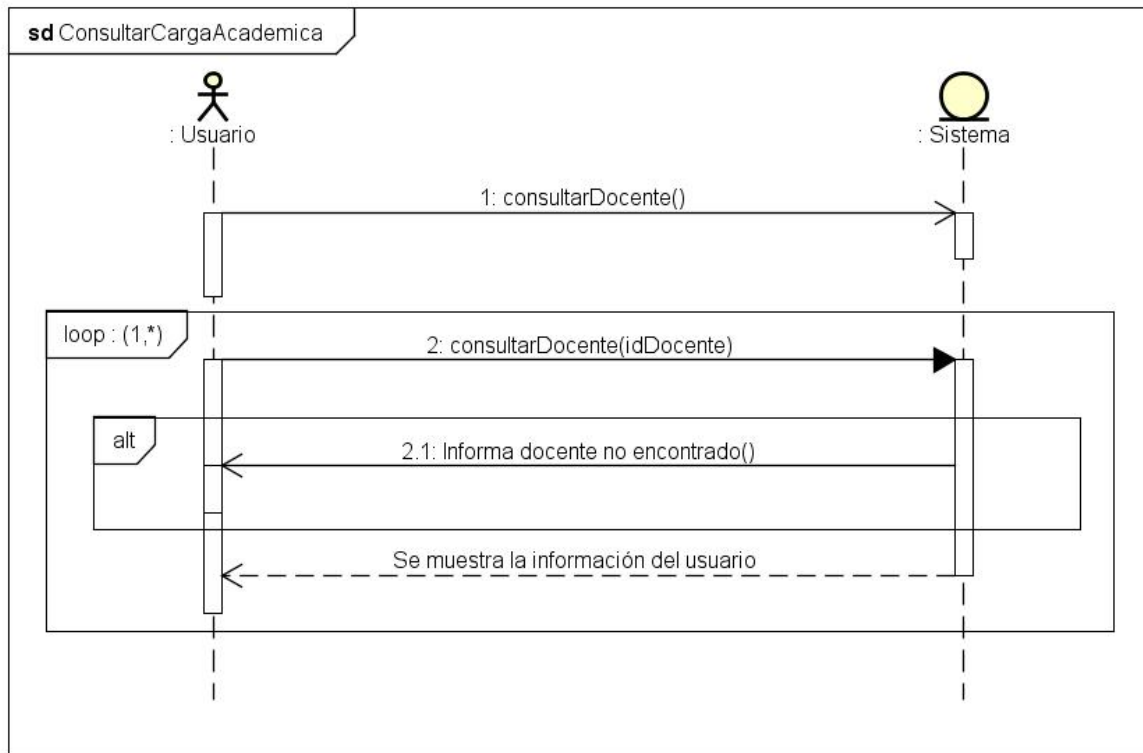 sd ConsultarCargaAcademica
: Usuario
: Sistema
1: consultarDocente()
loop : (1,*)
2: consultarDocente(idDocente)
alt
2.1: Informa docente no encontrado()
Se muestra la información del usuario